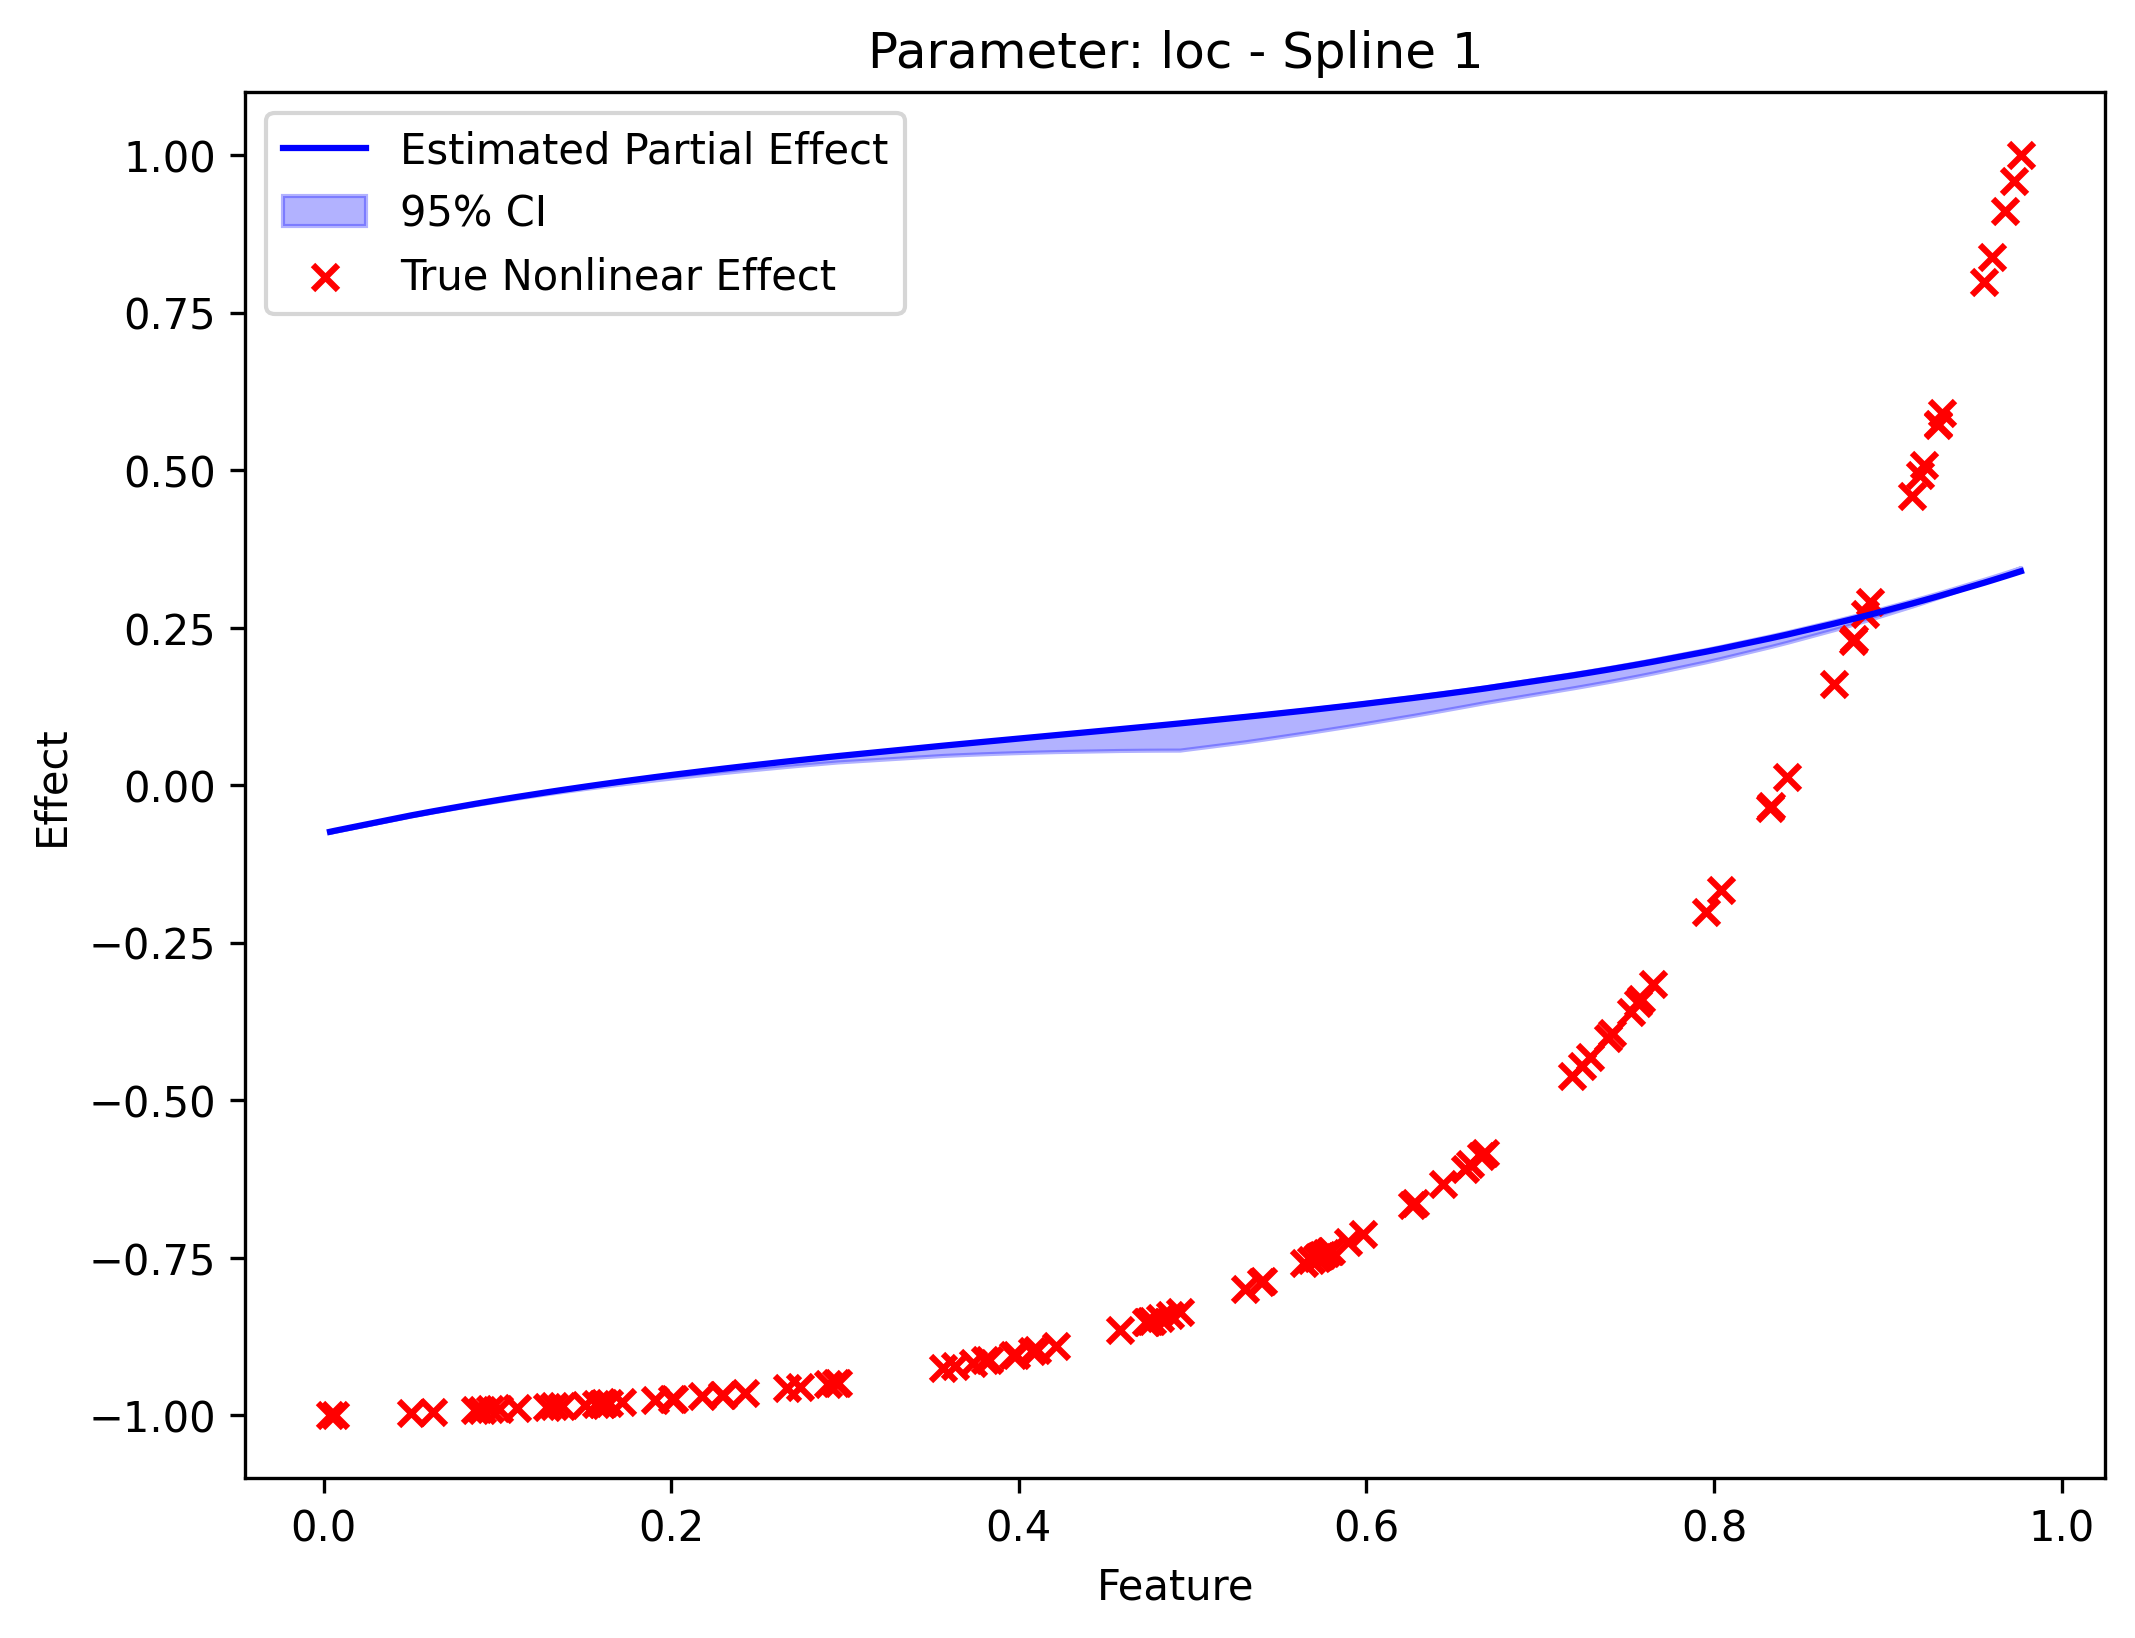 Parameter: loc - Spline 1
Estimated Partial Effect
95% CI
True Nonlinear Effect
1.00
0.75
0.50
0.25
0.00
−0.25
−0.50
−0.75
−1.00
Effect
0.0 0.2 0.4 0.6 0.8 1.0
Feature